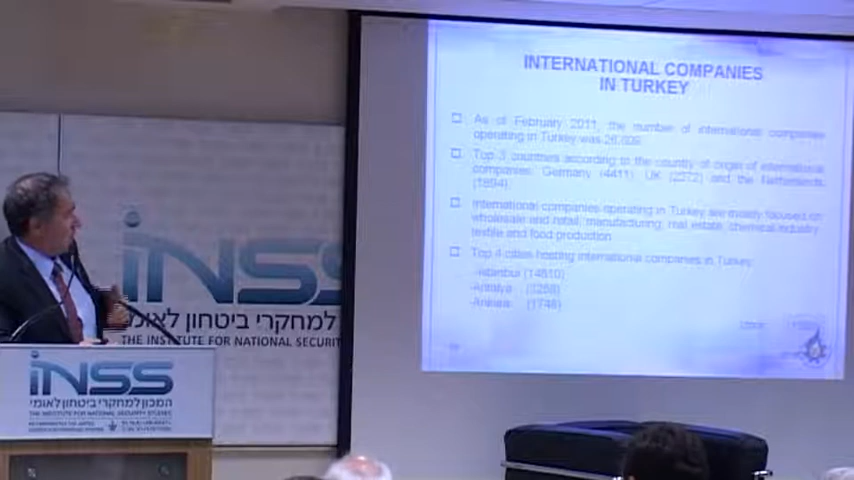 INTERNATIONAL COMPANIES
IN TURKEY
As of February 2011, the number of international companies
operating in Turkey was 26.009
Top 3 countries according to the country of origin of international
companies: Germany (4411) UK (2272) and the Netherlands
(1894)
International companies operating in Turkey are mostly focused on
wholesale and retail, manufacturing, real estate, chemical industry,
textile and food production
Top 4 cities hosting international companies in Turkey
-Istanbul (14810)
-Antalya
-Ankara (1748)
iNSS
המכון למחקרי ביטחון לאומי
THE INSTITUTE FOR NATIONAL SECURITY
iNSS
המכון למחקרי ביטחון לאומי
THE INSTITUTE FOR NATIONAL SECURITY STUDIES